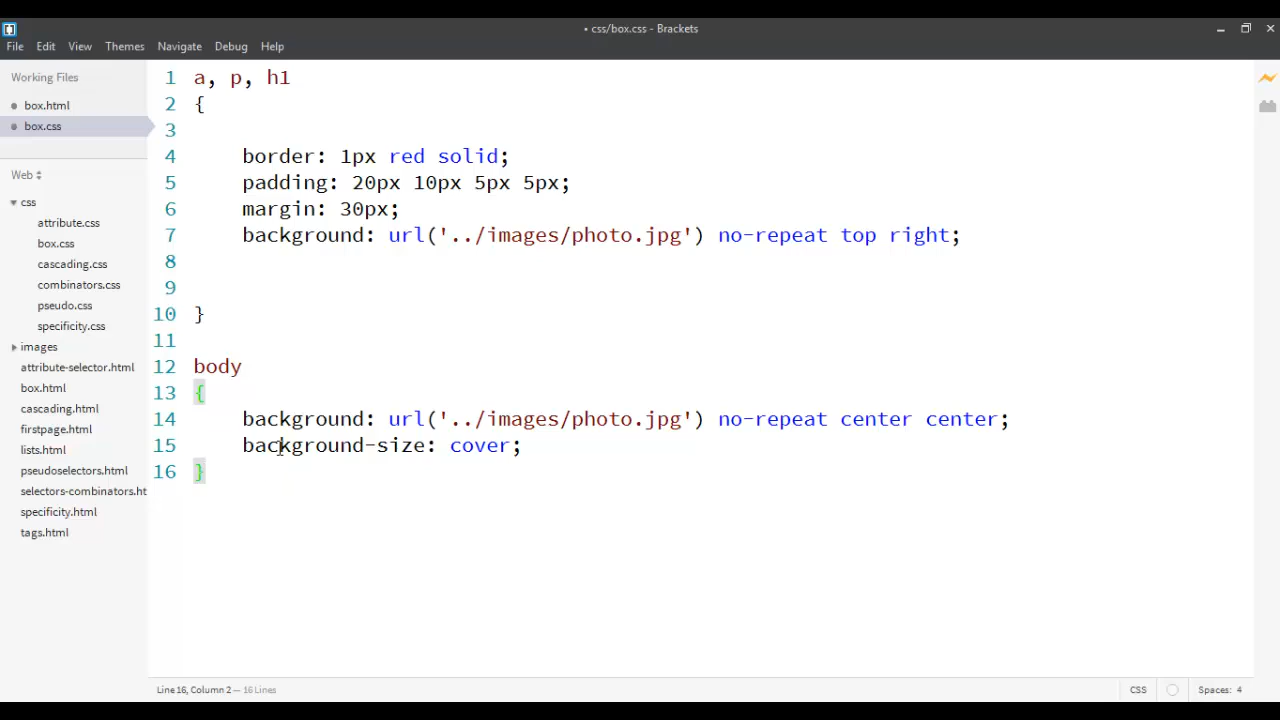 • css/box.css - Brackets
File Edit View Themes Navigate Debug Help
Working Files
box.html
box.css
Web
css
attribute.css
box.css
cascading.css
combinators.css
pseudo.css
specificity.css
images
attribute-selector.html
box.html
cascading.html
firstpage.html
lists.html
pseudoselectors.html
selectors-combinators.ht
specificity.html
tags.html
1 a, p, h1
2 {
3
4 border: 1px red solid;
5 padding: 20px 10px 5px 5px;
6 margin: 30px;
7 background: url('../images/photo.jpg') no-repeat top right;
8
9
10 }
11
12 body
13 {
14 background: url('../images/photo.jpg') no-repeat center center;
15 background-size: cover;
16 }
Line 16, Column 2 — 16 Lines
CSS
Spaces: 4